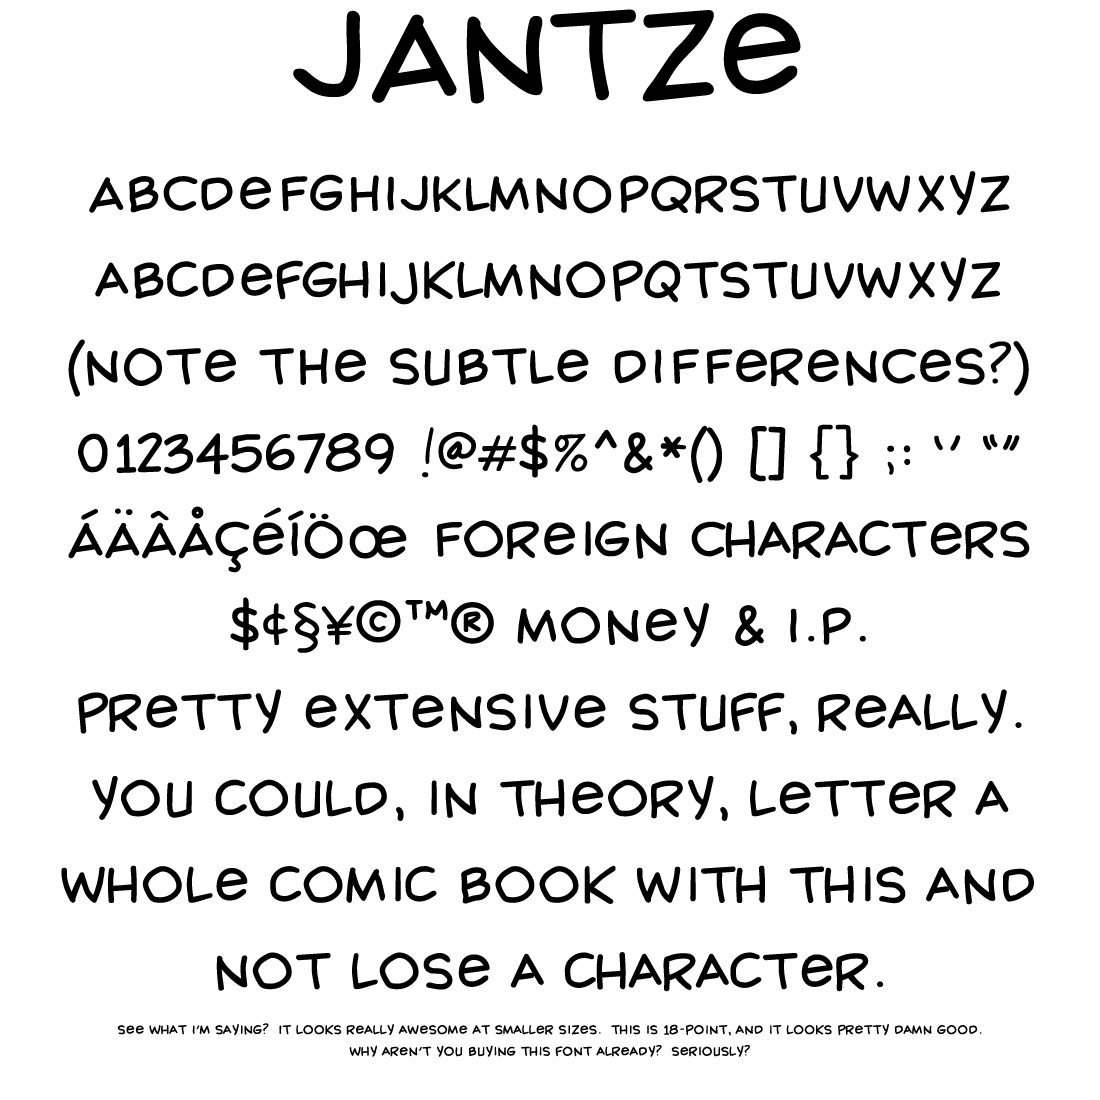 JANTZe
ABCDeFGHIJKLMNOPQRSTUVWXYZ
ABCDeFGHIJKLMNOPQTSTUVWXYZ
(NOTe THe SUBTLe DIFFeReNCeS?)
0123456789 !@#$%^&*() [] {} ;: ‘’ “”
ÁÄÂÅÇéÍÖœ FOReIGN CHARACTeRS
$¢§¥©™® MONeY & I.P.
PReTTY eXTeNSIVe STUFF, ReALLY.
YOU COULD, IN THeORY, LeTTeR A
WHOLe COMIC BOOK WITH THIS AND
NOT LOSe A CHARACTeR.
See WHAT I'M SAYING? IT LOOKS ReALLY AWeSOMe AT SMALLeR SIZeS. THIS IS 18-POINT, AND IT LOOKS PReTTY DAMN GOOD.
WHY AReN'T YOU BUYING THIS FONT ALReADY? SeRIOUSLY?